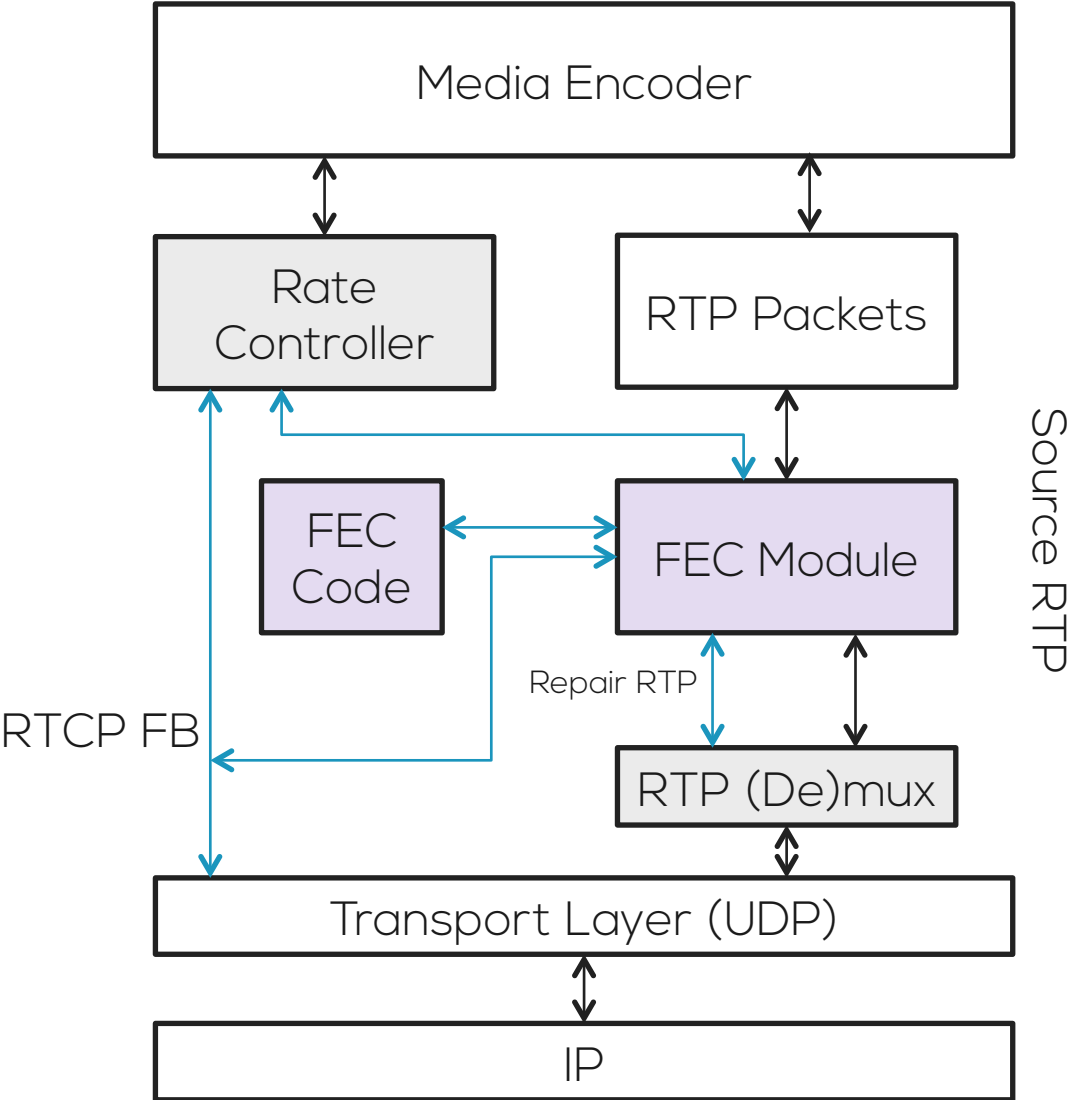 Media Encoder
Rate
Controller
RTP Packets
Source RTP
FEC
Code
FEC Module
Repair RTP
RTCP FB
RTP (De)mux
Transport Layer (UDP)
IP